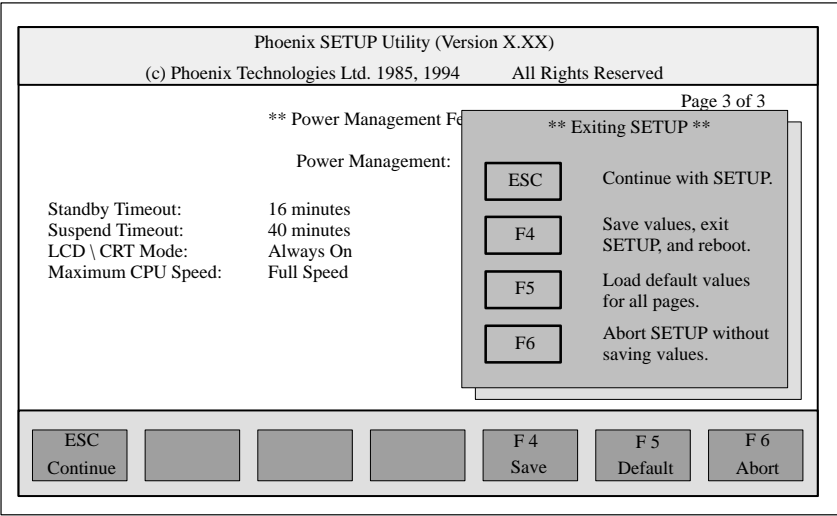 Phoenix SETUP Utility (Version X.XX)
(c) Phoenix Technologies Ltd. 1985, 1994 All Rights Reserved
Page 3 of 3
** Power Management Fe
Power Management:
Standby Timeout: 16 minutes
Suspend Timeout: 40 minutes
LCD \ CRT Mode: Always On
Maximum CPU Speed: Full Speed
** Exiting SETUP **
ESC Continue with SETUP.
F4 Save values, exit
SETUP, and reboot.
F5 Load default values
for all pages.
F6 Abort SETUP without
saving values.
ESC
Continue
F 4
Save
F 5
Default
F 6
Abort